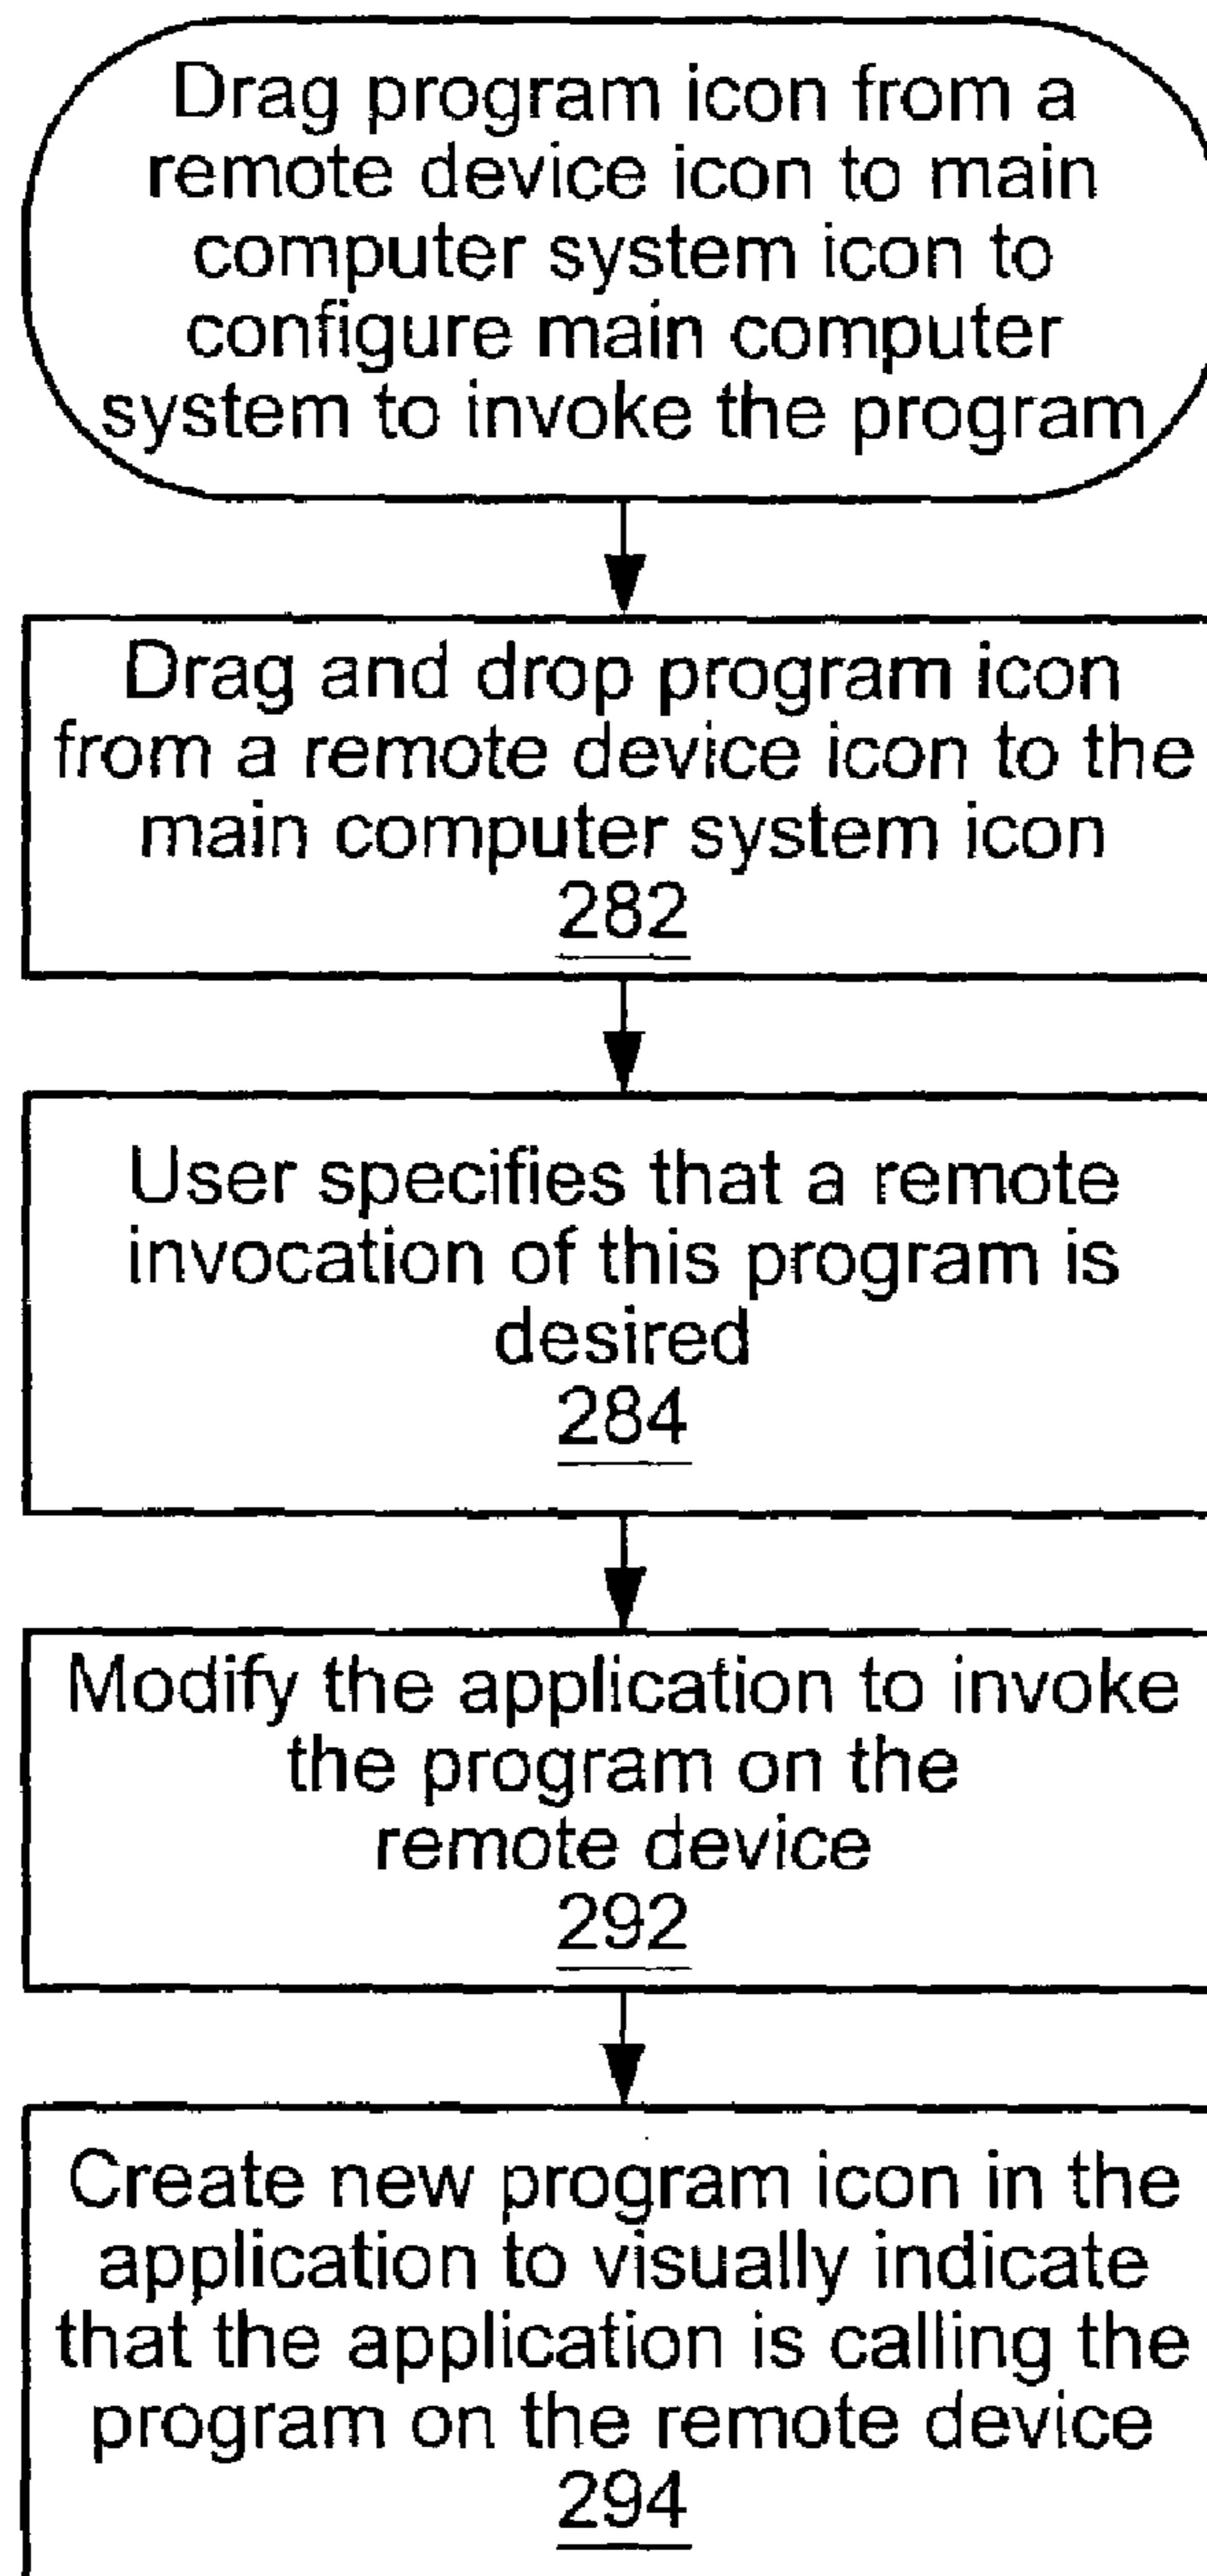 Drag program icon from a
remote device icon to main
computer system icon to
configure main computer
system to invoke the program
Drag and drop program icon
from a remote device icon to the
main computer system icon
282
User specifies that a remote
invocation of this program is
desired
284
Modify the application to invoke
the program on the
remote device
292
Create new program icon in the
application to visually indicate
that the application is calling the
program on the remote device
294